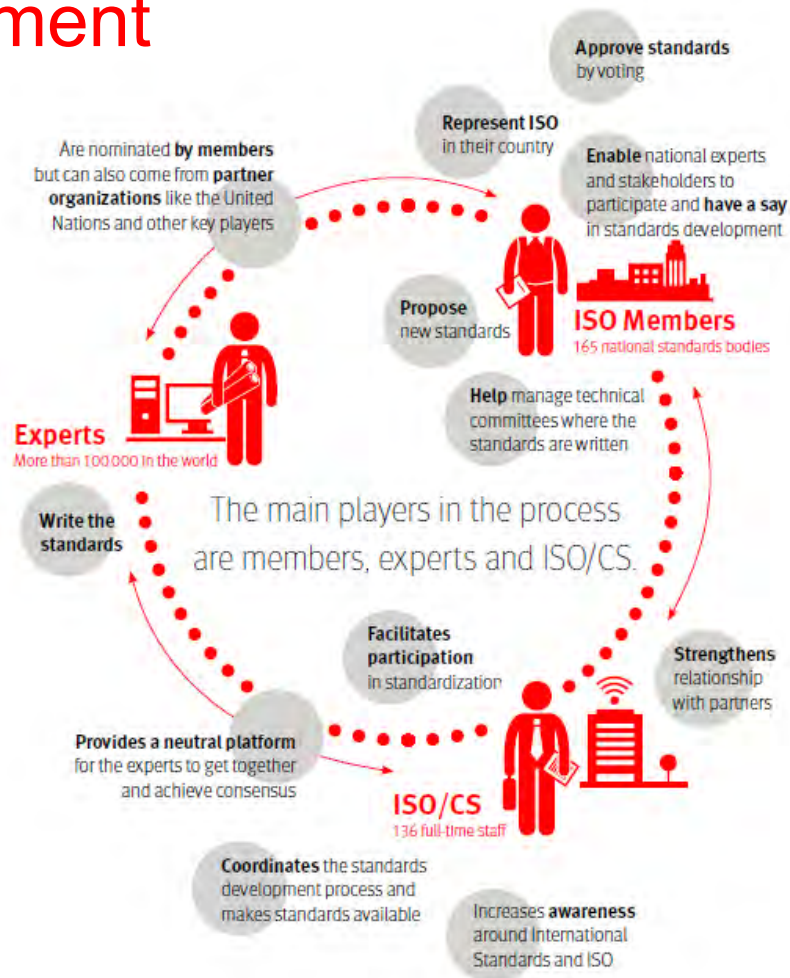 ment
Approve standards
by voting
Represent ISO
in their country
Are nominated by members
but can also come from partner
organizations like the United
Nations and other key players
Enable national experts
and stakeholders to
participate and have a say
in standards development
Propose
new standards
ISO Members
165 national standards bodies
Help manage technical
committees where the
standards are written
Experts
More than 100 000 in the world
Write the
standards
The main players in the process
are members, experts and ISO/CS.
Facilitates
participation
in standardization
Strengthens
relationship
with partners
Provides a neutral platform
for the experts to get together
and achieve consensus
ISO/CS
136 full-time staff
Coordinates the standards
development process and
makes standards available
Increases awareness
around International
Standards and ISO